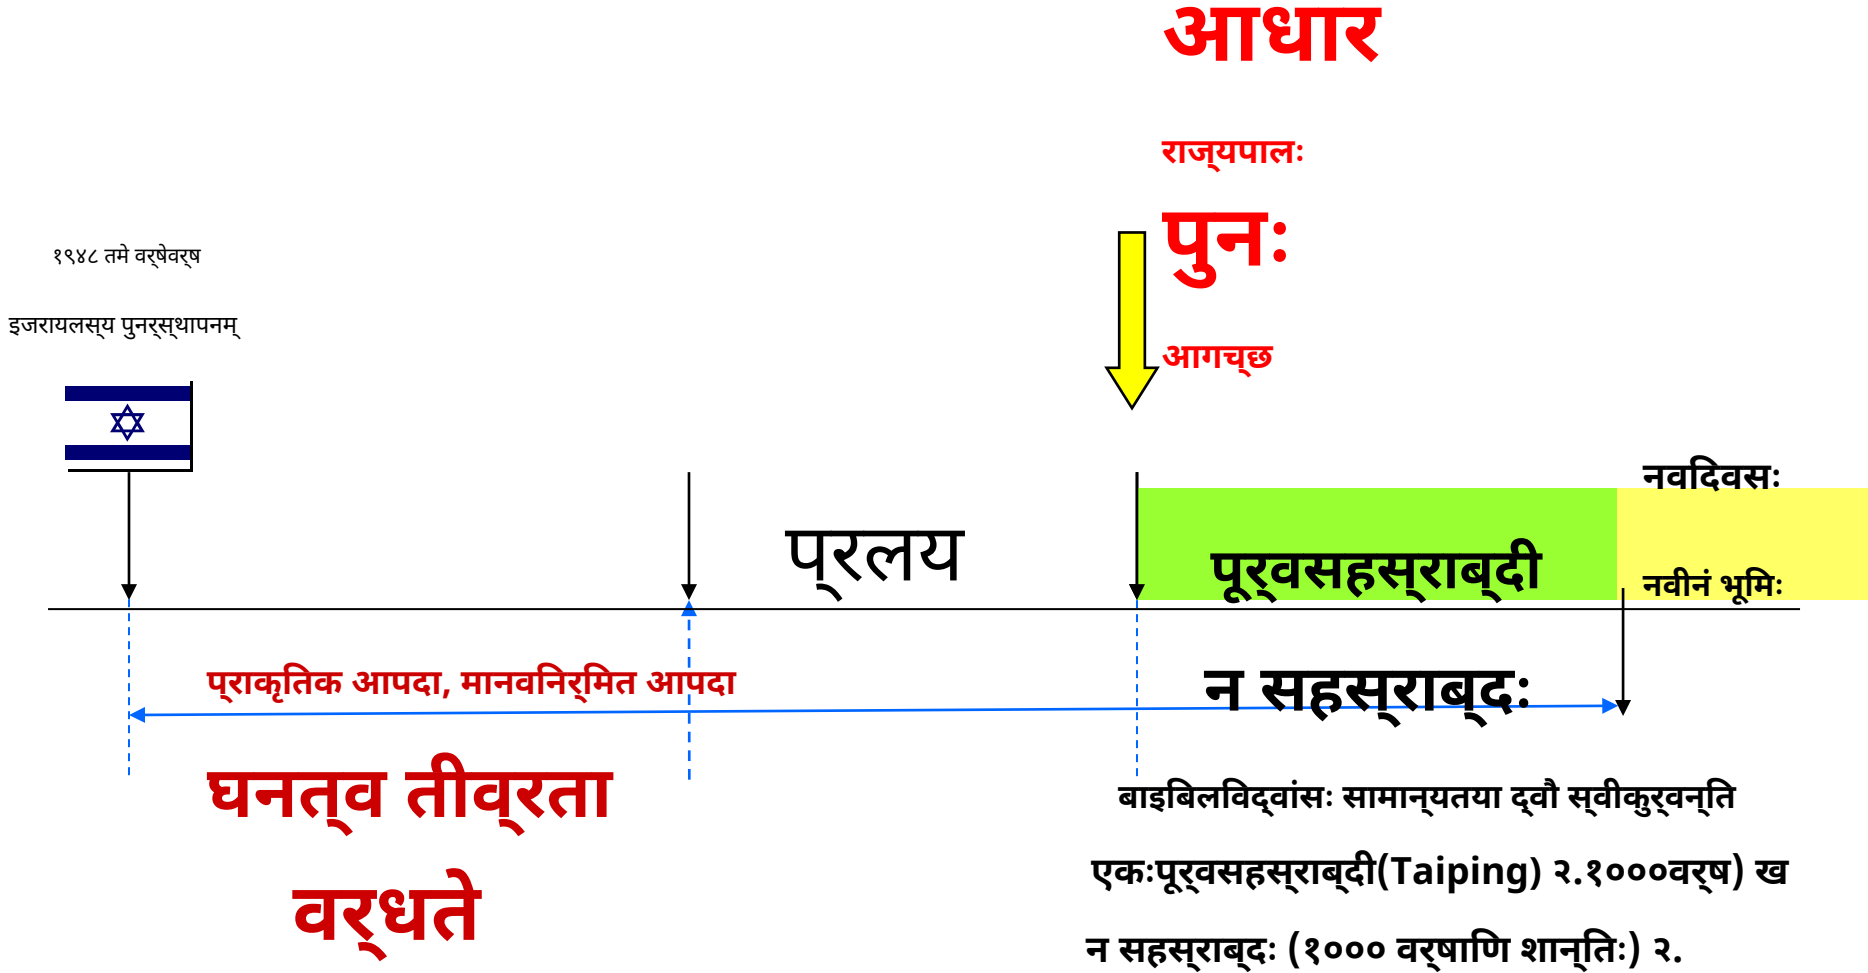 आधार
राज्यपालः
पुनः
आगच्छ
१९४८ तमे वर्षेवर्ष
इजरायलस्य पुनर्स्थापनम्
नवदिवसः
नवीनं भूमिः
प्रलय
पूर्वसहस्राब्दी
न सहस्राब्दः
प्राकृतिक आपदा, मानवनिर्मित आपदा
घनत्व तीव्रता
वर्धते
बाइबिलविद्वांसः सामान्यतया द्वौ स्वीकुर्वन्ति
एकःपूर्वसहस्राब्दी(Taiping) २.१०००वर्ष) ख
न सहस्राब्दः (१००० वर्षाणि शान्तिः) २.